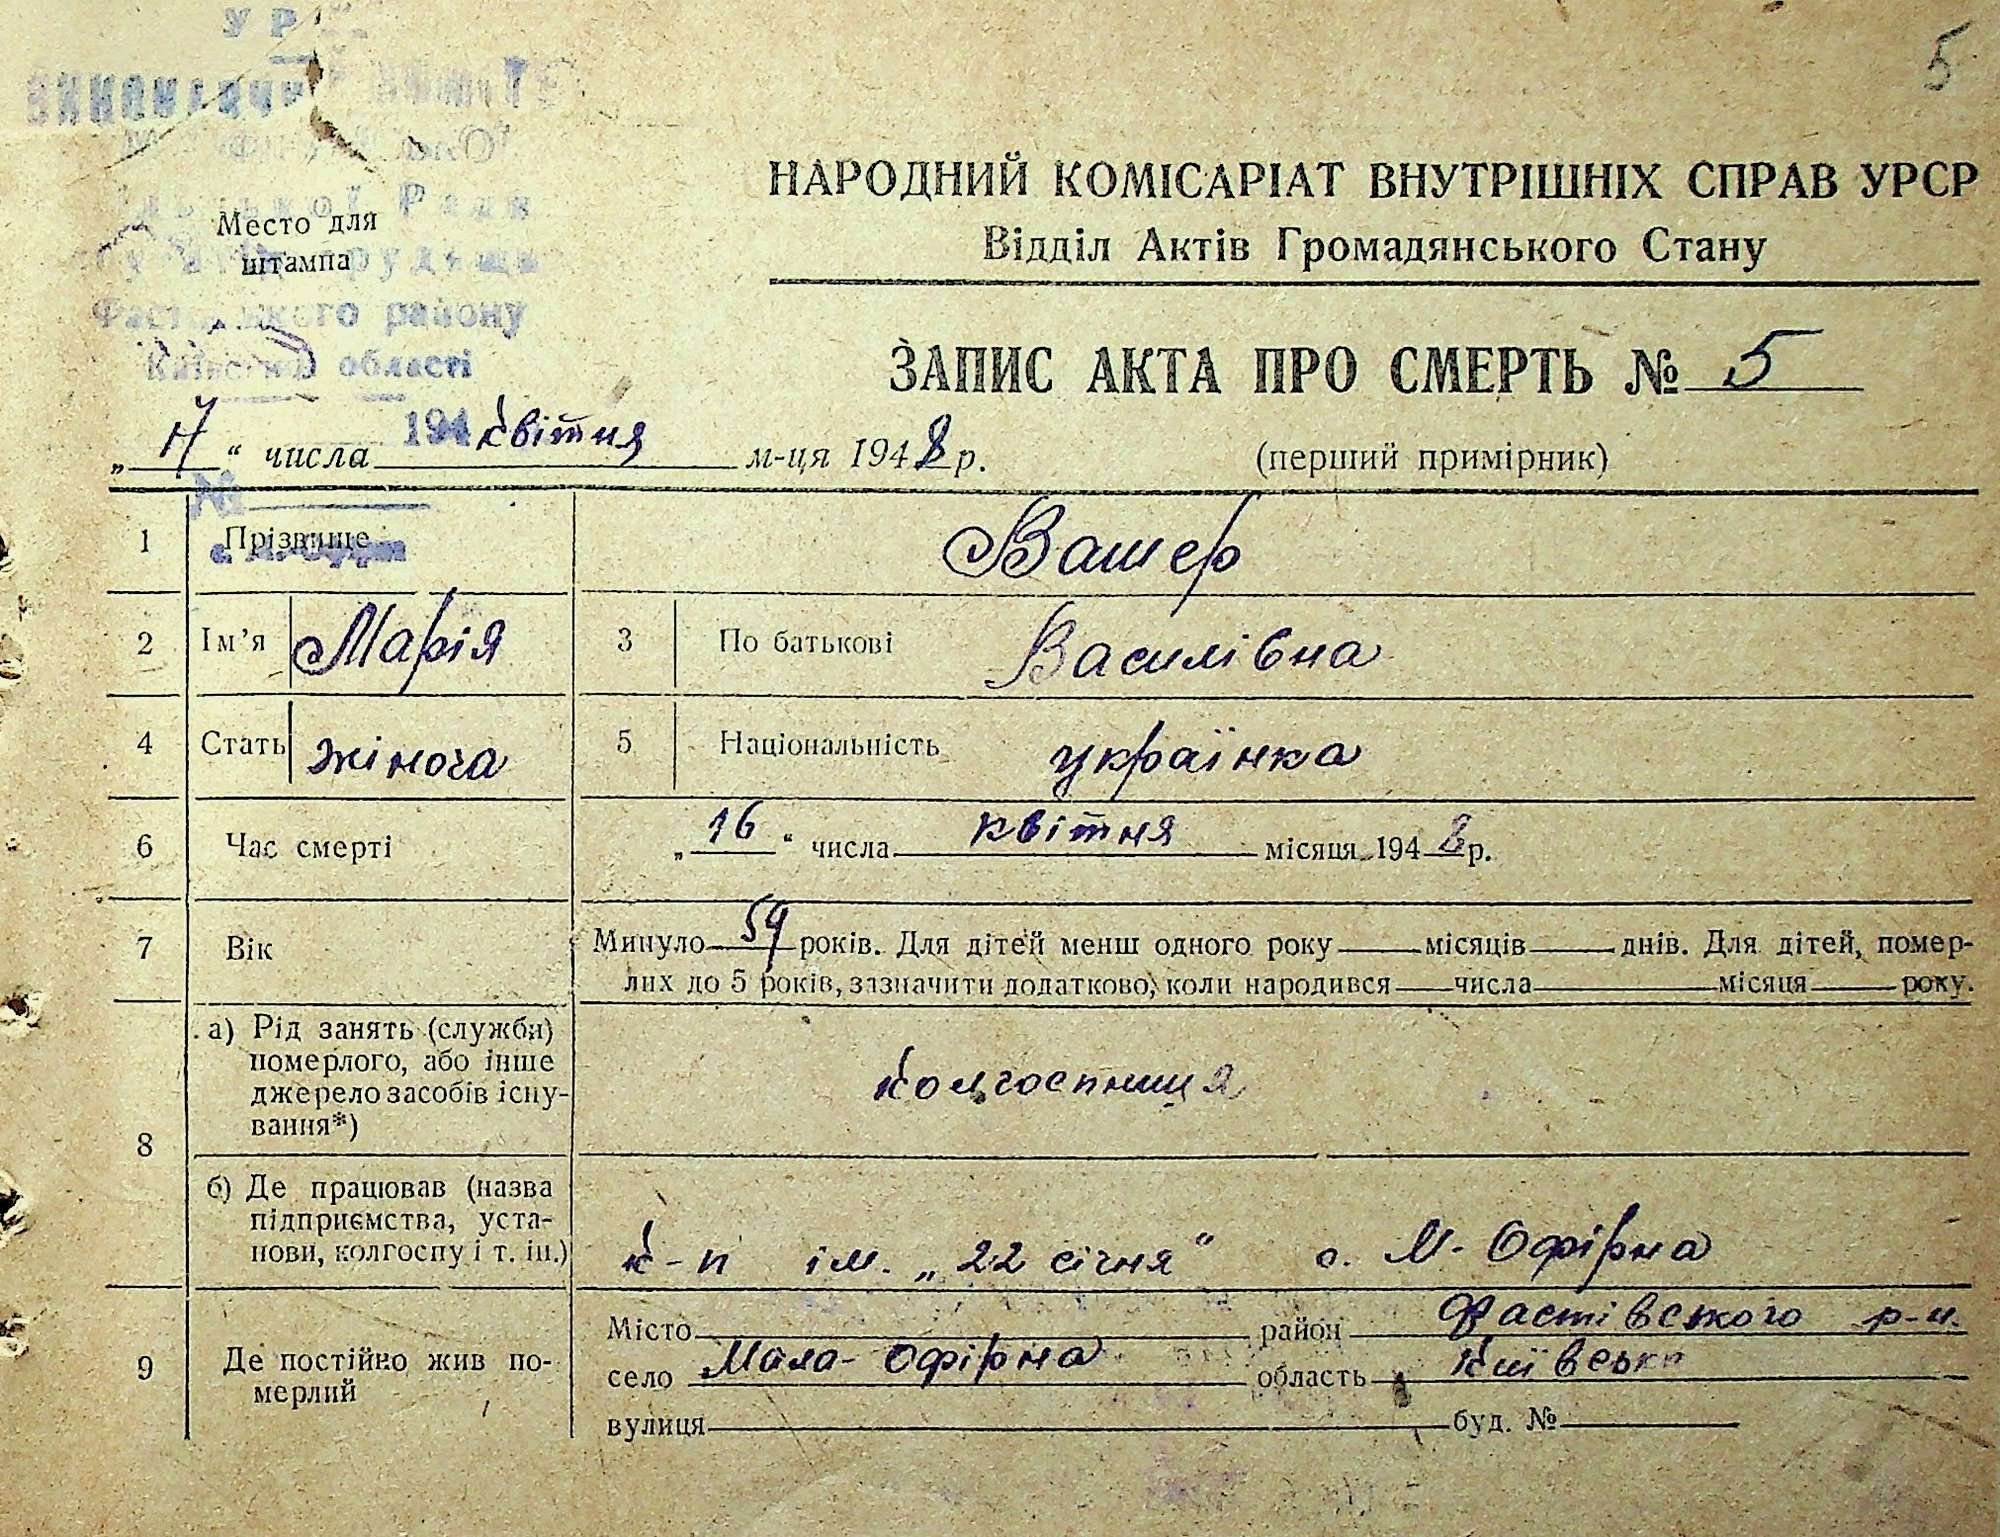 5
НАРОДНИЙ КОМІСАРІАТ ВНУТРІШНІХ СПРАВ УРСР
Відділ Актів Громадянського Стану
Место для
штампа
району
області
194
№
ЗАПИС АКТА ПРО СМЕРТЬ № 5
„17“ числа квітня м-ця 1948 р.
(перший примірник)
1 Прізвище Вашер
2 Ім’я Марія 3 По батькові Василівна
4 Стать жіноча 5 Національність українка
6 Час смерті „16“ числа квітня місяця 1948 р.
7 Вік Минуло 59 років. Для дітей менш одного року місяців днів. Для дітей, помер-
лих до 5 років, зазначити додатково, коли народився числа місяця року.
8 а) Рід занять (служби)
померлого, або інше
джерело засобів існу-
вання*)
Колгоспниця
б) Де працював (назва
підприємства, уста-
нови, колгоспу і т. ін.)
к-п ім. „22 січня“ с. М-Офірна
9 Де постійно жив по-
мерлий
Місто район Фастівського р-н.
село Мала-Офірна область Київська
вулиця буд. №